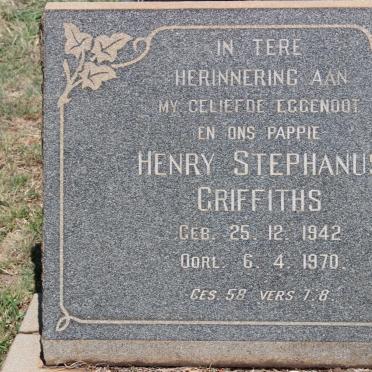 IN TERE
HERINNERING AAN
MY GELIEFDE EGGENOOT
EN ONS PAPPIE
HENRY STEPHANUS
GRIFFITHS
GEB. 25. 12. 1942
OORL. 6. 4. 1970.
GES. 58 VERS 7.8